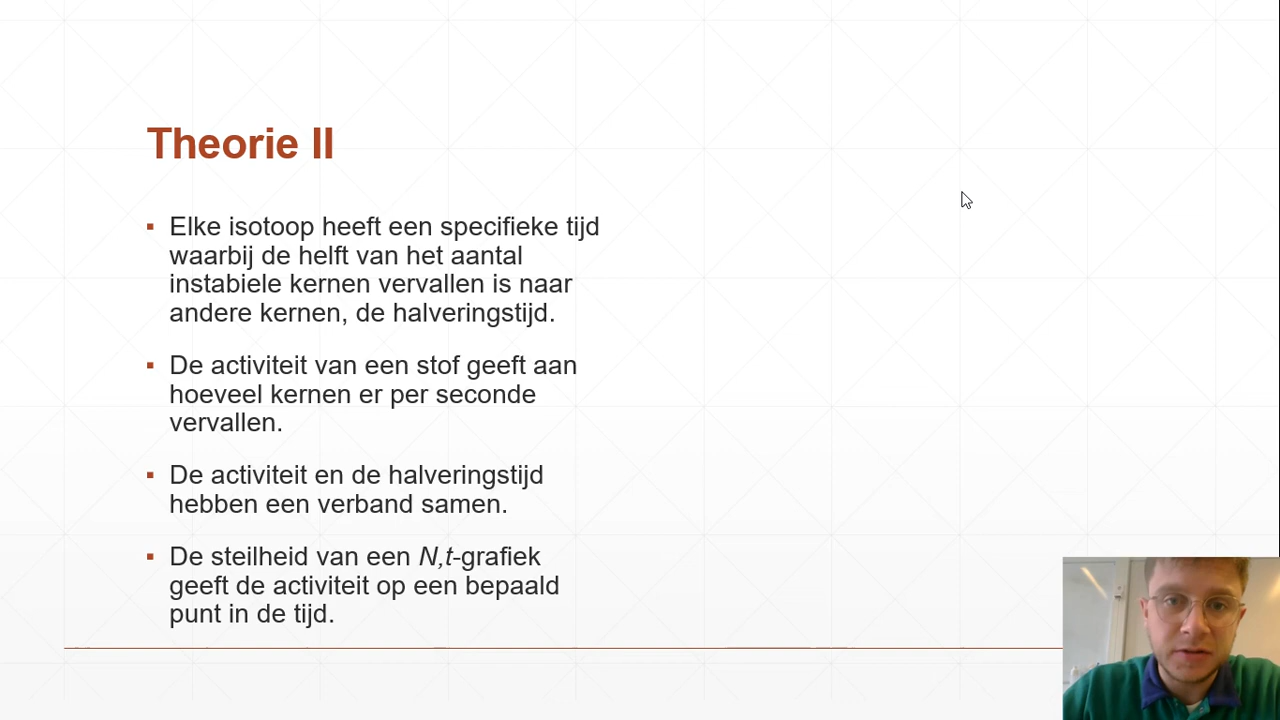 Theorie II
▪ Elke isotoop heeft een specifieke tijd
waarbij de helft van het aantal
instabiele kernen vervallen is naar
andere kernen, de halveringstijd.
▪ De activiteit van een stof geeft aan
hoeveel kernen er per seconde
vervallen.
▪ De activiteit en de halveringstijd
hebben een verband samen.
▪ De steilheid van een N,t-grafiek
geeft de activiteit op een bepaald
punt in de tijd.